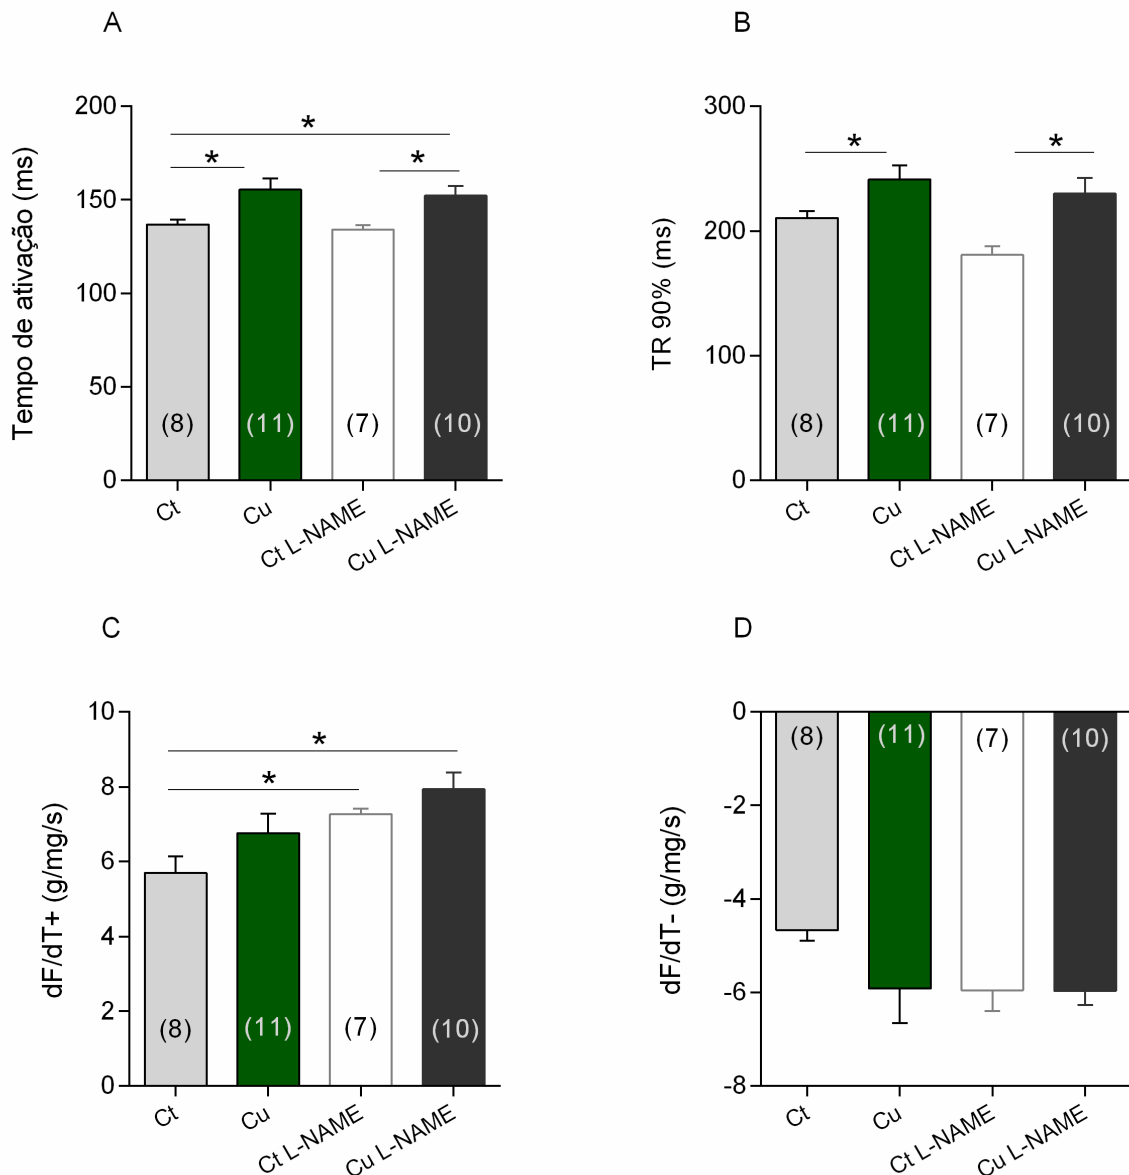 A
Tempo de ativação (ms)
200
150
100
50
0
*
*
*
(8)
(11)
(7)
(10)
Ct
Cu
Ct L-NAME
Cu L-NAME
B
TR 90% (ms)
300
200
100
0
*
*
(8)
(11)
(7)
(10)
Ct
Cu
Ct L-NAME
Cu L-NAME
C
dF/dT+ (g/mg/s)
10
8
6
4
2
0
*
*
(8)
(11)
(7)
(10)
Ct
Cu
Ct L-NAME
Cu L-NAME
D
dF/dT- (g/mg/s)
0
-2
-4
-6
-8
(8)
(11)
(7)
(10)
Ct
Cu
Ct L-NAME
Cu L-NAME